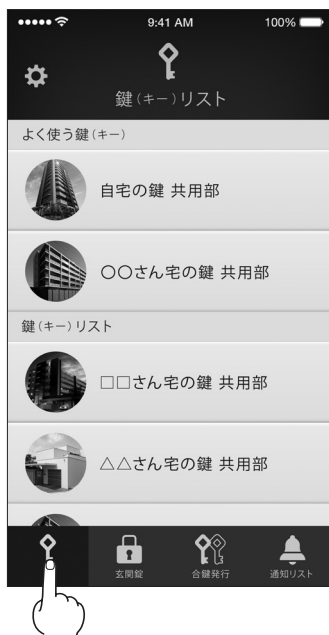 9:41 AM 100%
鍵（キー）リスト
よく使う鍵（キー）
自宅の鍵 共用部
〇〇さん宅の鍵 共用部
鍵（キー）リスト
□□さん宅の鍵 共用部
△△さん宅の鍵 共用部
玄関錠 合鍵発行 通知リスト